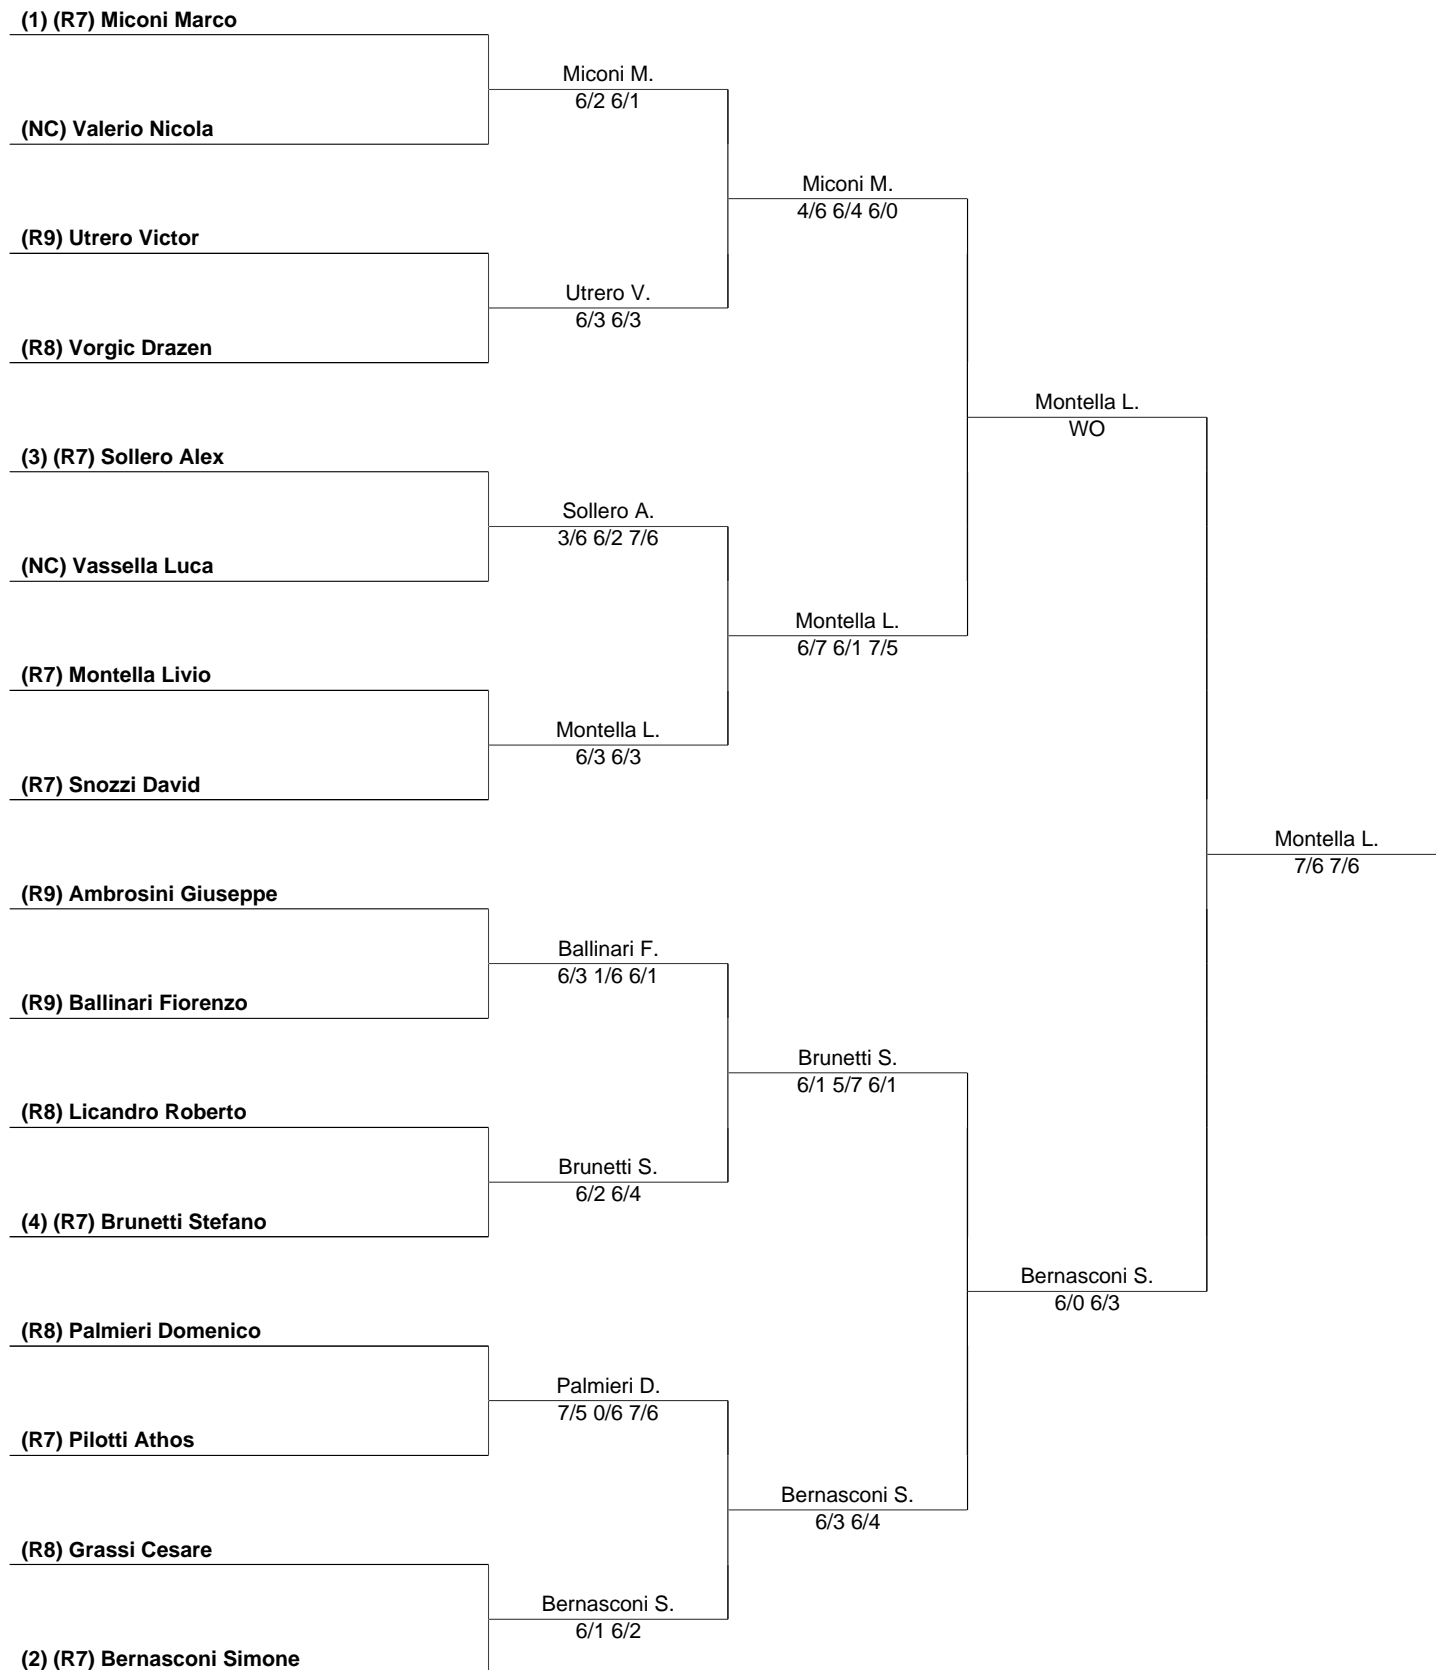 (1) (R7) Miconi Marco
Miconi M.
6/2 6/1
(NC) Valerio Nicola
Miconi M.
4/6 6/4 6/0
(R9) Utrero Victor
Utrero V.
6/3 6/3
(R8) Vorgic Drazen
Montella L.
WO
(3) (R7) Sollero Alex
Sollero A.
3/6 6/2 7/6
(NC) Vassella Luca
Montella L.
6/7 6/1 7/5
(R7) Montella Livio
Montella L.
6/3 6/3
(R7) Snozzi David
Montella L.
7/6 7/6
(R9) Ambrosini Giuseppe
Ballinari F.
6/3 1/6 6/1
(R9) Ballinari Fiorenzo
Brunetti S.
6/1 5/7 6/1
(R8) Licandro Roberto
Brunetti S.
6/2 6/4
(4) (R7) Brunetti Stefano
Bernasconi S.
6/0 6/3
(R8) Palmieri Domenico
Palmieri D.
7/5 0/6 7/6
(R7) Pilotti Athos
Bernasconi S.
6/3 6/4
(R8) Grassi Cesare
Bernasconi S.
6/1 6/2
(2) (R7) Bernasconi Simone